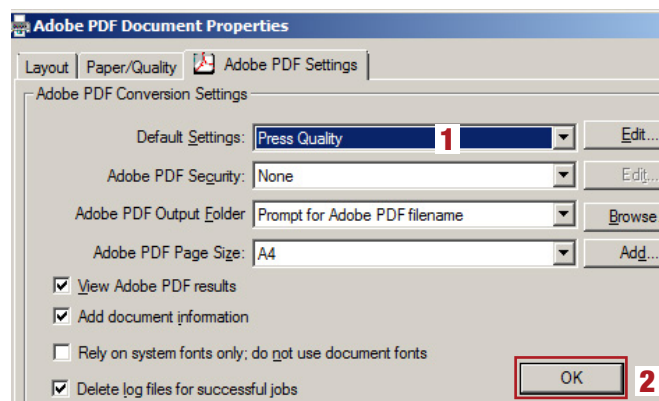 Adobe PDF Document Properties
Layout Paper/Quality Adobe PDF Settings
Adobe PDF Conversion Settings
Default Settings: Press Quality 1 Edit...
Adobe PDF Security: None Edit...
Adobe PDF Output Folder Prompt for Adobe PDF filename Browse
Adobe PDF Page Size: A4 Add...
View Adobe PDF results
Add document information
Rely on system fonts only; do not use document fonts
OK 2
Delete log files for successful jobs